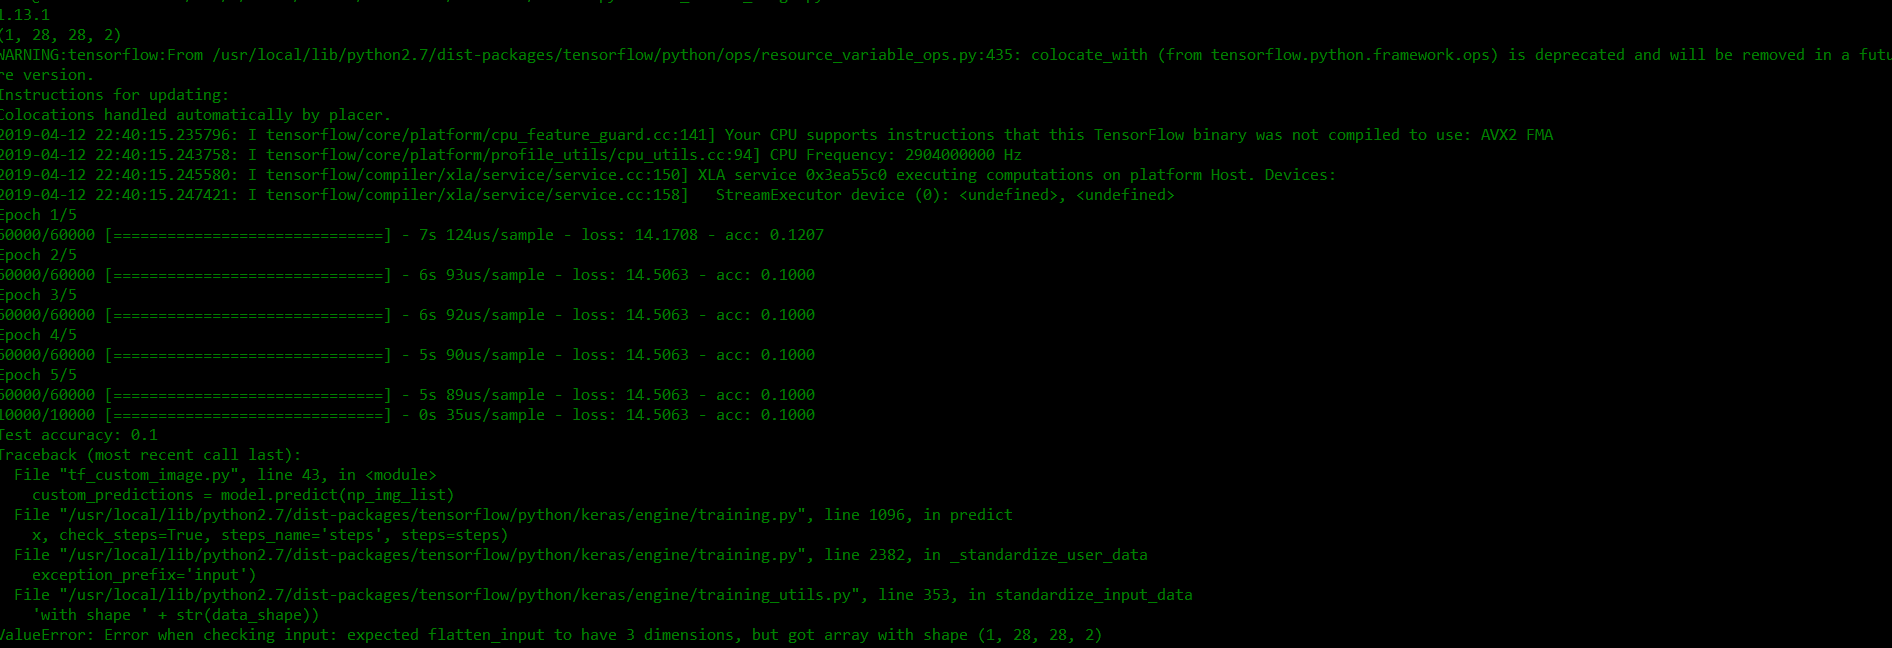 1.13.1
(1, 28, 28, 2)
WARNING:tensorflow:From /usr/local/lib/python2.7/dist-packages/tensorflow/python/ops/resource_variable_ops.py:435: colocate_with (from tensorflow.python.framework.ops) is deprecated and will be removed in a futu
re version.
Instructions for updating:
Colocations handled automatically by placer.
2019-04-12 22:40:15.235796: I tensorflow/core/platform/cpu_feature_guard.cc:141] Your CPU supports instructions that this TensorFlow binary was not compiled to use: AVX2 FMA
2019-04-12 22:40:15.243758: I tensorflow/core/platform/profile_utils/cpu_utils.cc:94] CPU Frequency: 2904000000 Hz
2019-04-12 22:40:15.245580: I tensorflow/compiler/xla/service/service.cc:150] XLA service 0x3ea55c0 executing computations on platform Host. Devices:
2019-04-12 22:40:15.247421: I tensorflow/compiler/xla/service/service.cc:158]   StreamExecutor device (0): <undefined>, <undefined>
Epoch 1/5
60000/60000 [==============================] - 7s 124us/sample - loss: 14.1708 - acc: 0.1207
Epoch 2/5
60000/60000 [==============================] - 6s 93us/sample - loss: 14.5063 - acc: 0.1000
Epoch 3/5
60000/60000 [==============================] - 6s 92us/sample - loss: 14.5063 - acc: 0.1000
Epoch 4/5
60000/60000 [==============================] - 5s 90us/sample - loss: 14.5063 - acc: 0.1000
Epoch 5/5
60000/60000 [==============================] - 5s 89us/sample - loss: 14.5063 - acc: 0.1000
10000/10000 [==============================] - 0s 35us/sample - loss: 14.5063 - acc: 0.1000
Test accuracy: 0.1
Traceback (most recent call last):
  File "tf_custom_image.py", line 43, in <module>
    custom_predictions = model.predict(np_img_list)
  File "/usr/local/lib/python2.7/dist-packages/tensorflow/python/keras/engine/training.py", line 1096, in predict
    x, check_steps=True, steps_name='steps', steps=steps)
  File "/usr/local/lib/python2.7/dist-packages/tensorflow/python/keras/engine/training.py", line 2382, in _standardize_user_data
    exception_prefix='input')
  File "/usr/local/lib/python2.7/dist-packages/tensorflow/python/keras/engine/training_utils.py", line 353, in standardize_input_data
    'with shape ' + str(data_shape))
ValueError: Error when checking input: expected flatten_input to have 3 dimensions, but got array with shape (1, 28, 28, 2)